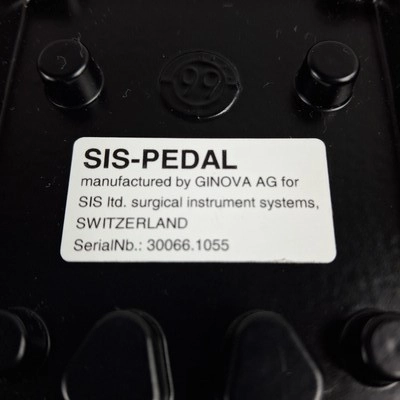 SIS-PEDAL
manufactured by GINOVA AG for
SIS ltd. surgical instrument systems,
SWITZERLAND
SerialNb.: 30066.1055